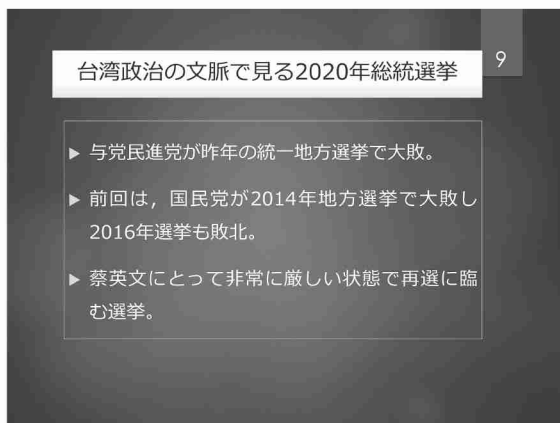 9
台湾政治の文脈で見る2020年総統選挙
▶ 与党民進党が昨年の統一地方選挙で大敗。
▶ 前回は，国民党が2014年地方選挙で大敗し
2016年選挙も敗北。
▶ 蔡英文にとって非常に厳しい状態で再選に臨
む選挙。